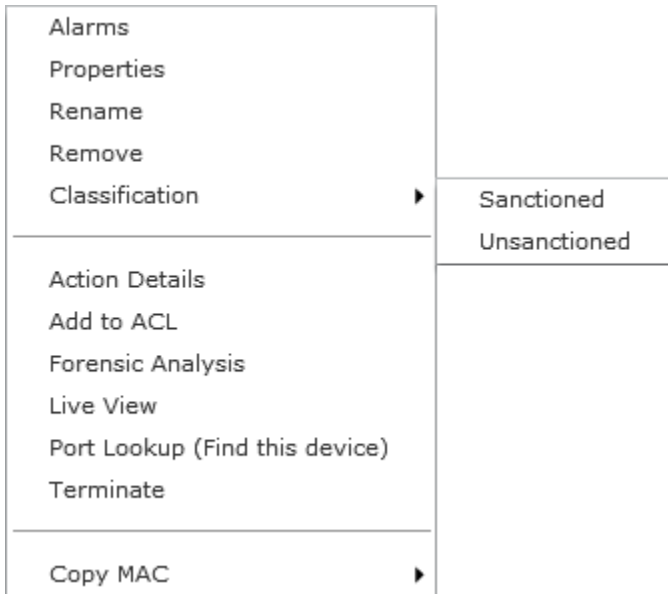 Alarms
Properties
Rename
Remove
Classification
Sanctioned
Unsanctioned
Action Details
Add to ACL
Forensic Analysis
Live View
Port Lookup (Find this device)
Terminate
Copy MAC